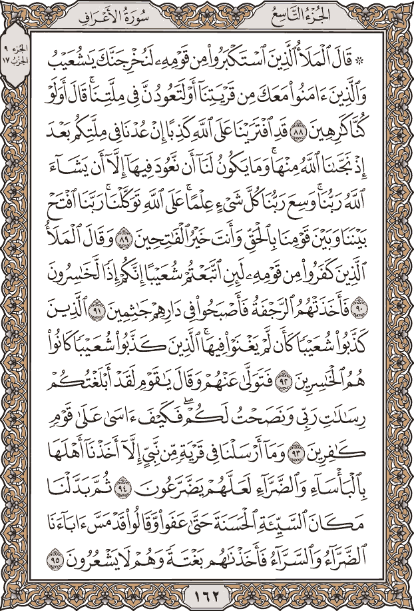 الجزء التاسع
سورة الأعراف
الجزء ٩
الحزب ١٧
۞ قَالَ ٱلۡمَلَأُ ٱلَّذِينَ ٱسۡتَكۡبَرُواْ مِن قَوۡمِهِۦ لَنُخۡرِجَنَّكَ يَٰشُعَيۡبُ
وَٱلَّذِينَ ءَامَنُواْ مَعَكَ مِن قَرۡيَتِنَآ أَوۡ لَتَعُودُنَّ فِي مِلَّتِنَاۚ قَالَ أَوَلَوۡ
كُنَّا كَٰرِهِينَ ٨٨ قَدِ ٱفۡتَرَيۡنَا عَلَى ٱللَّهِ كَذِبًا إِنۡ عُدۡنَا فِي مِلَّتِكُم بَعۡدَ
إِذۡ نَجَّىٰنَا ٱللَّهُ مِنۡهَاۚ وَمَا يَكُونُ لَنَآ أَن نَّعُودَ فِيهَآ إِلَّآ أَن يَشَآءَ
ٱللَّهُ رَبُّنَاۚ وَسِعَ رَبُّنَا كُلَّ شَيۡءٍ عِلۡمًاۚ عَلَى ٱللَّهِ تَوَكَّلۡنَاۚ رَبَّنَا ٱفۡتَحۡ
بَيۡنَنَا وَبَيۡنَ قَوۡمِنَا بِٱلۡحَقِّ وَأَنتَ خَيۡرُ ٱلۡفَٰتِحِينَ ٨٩ وَقَالَ ٱلۡمَلَأُ
ٱلَّذِينَ كَفَرُواْ مِن قَوۡمِهِۦ لَئِنِ ٱتَّبَعۡتُمۡ شُعَيۡبًا إِنَّكُمۡ إِذٗا لَّخَٰسِرُونَ
٩٠ فَأَخَذَتۡهُمُ ٱلرَّجۡفَةُ فَأَصۡبَحُواْ فِي دَارِهِمۡ جَٰثِمِينَ ٩١ ٱلَّذِينَ
كَذَّبُواْ شُعَيۡبٗا كَأَن لَّمۡ يَغۡنَوۡاْ فِيهَاۚ ٱلَّذِينَ كَذَّبُواْ شُعَيۡبٗا كَانُواْ
هُمُ ٱلۡخَٰسِرِينَ ٩٢ فَتَوَلَّىٰ عَنۡهُمۡ وَقَالَ يَٰقَوۡمِ لَقَدۡ أَبۡلَغۡتُكُمۡ
رِسَٰلَٰتِ رَبِّي وَنَصَحۡتُ لَكُمۡۖ فَكَيۡفَ ءَاسَىٰ عَلَىٰ قَوۡمٖ
كَٰفِرِينَ ٩٣ وَمَآ أَرۡسَلۡنَا فِي قَرۡيَةٖ مِّن نَّبِيٍّ إِلَّآ أَخَذۡنَآ أَهۡلَهَا
بِٱلۡبَأۡسَآءِ وَٱلضَّرَّآءِ لَعَلَّهُمۡ يَضَّرَّعُونَ ٩٤ ثُمَّ بَدَّلۡنَا
مَكَانَ ٱلسَّيِّئَةِ ٱلۡحَسَنَةَ حَتَّىٰ عَفَواْ وَّقَالُواْ قَدۡ مَسَّ ءَابَآءَنَا
ٱلضَّرَّآءُ وَٱلسَّرَّآءُ فَأَخَذۡنَٰهُم بَغۡتَةٗ وَهُمۡ لَا يَشۡعُرُونَ ٩٥
١٦٢